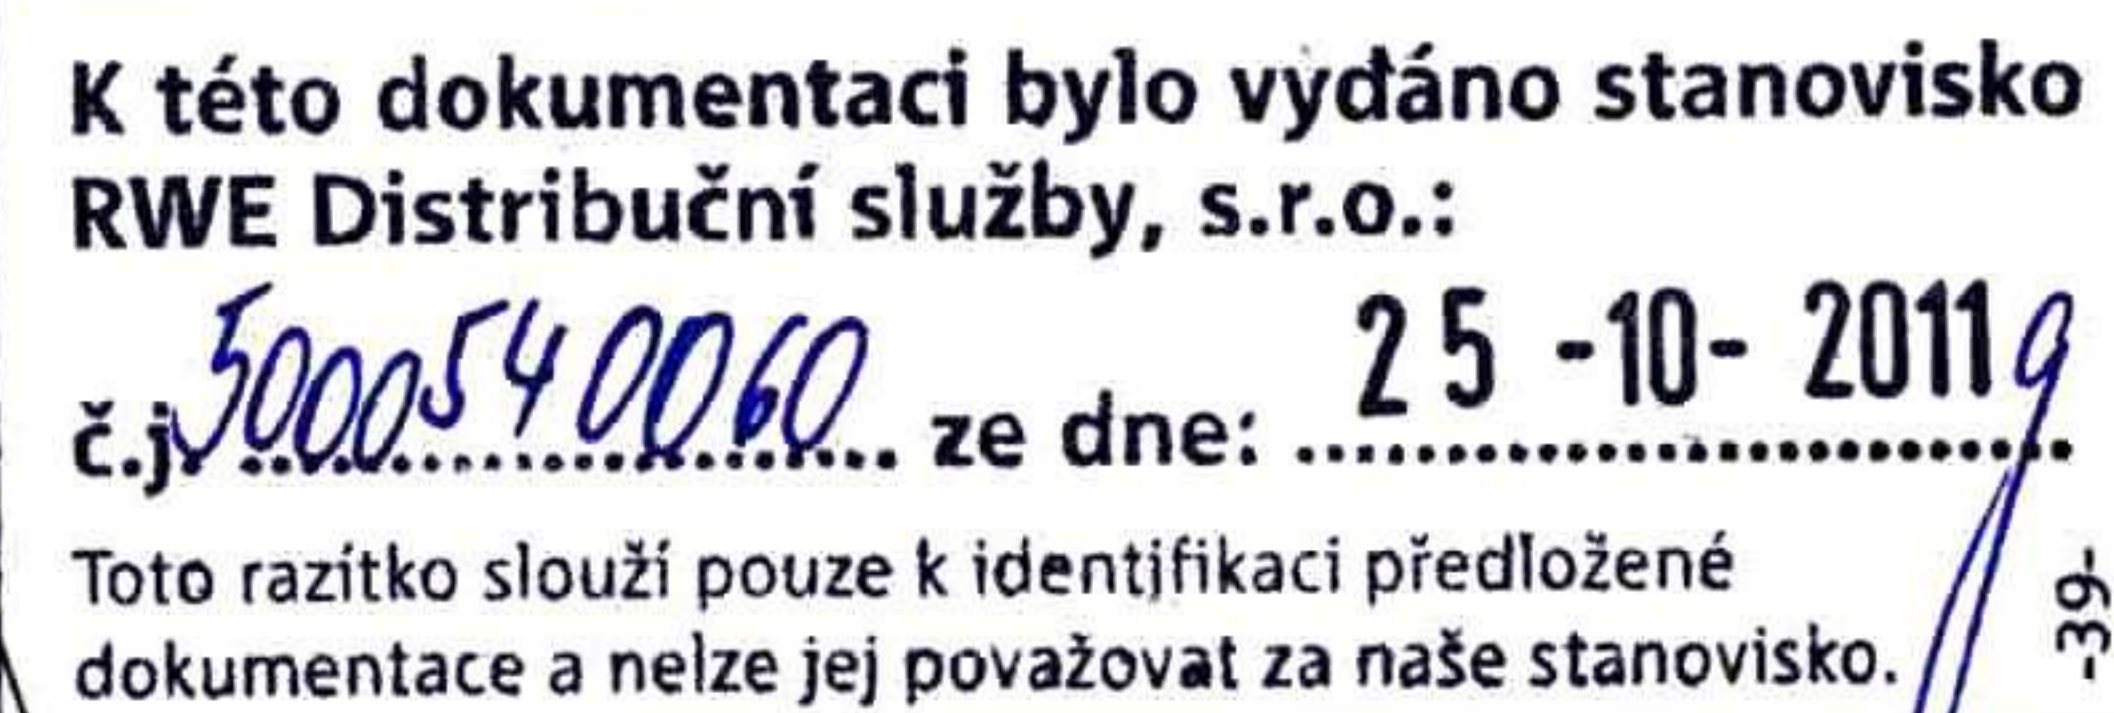 K této dokumentaci bylo vydáno stanovisko
RWE Distribuční služby, s.r.o.:
č.j. 5000540060 ze dne: 25 -10- 2011
Toto razítko slouží pouze k identifikaci předložené
dokumentace a nelze jej považovat za naše stanovisko.
-39-